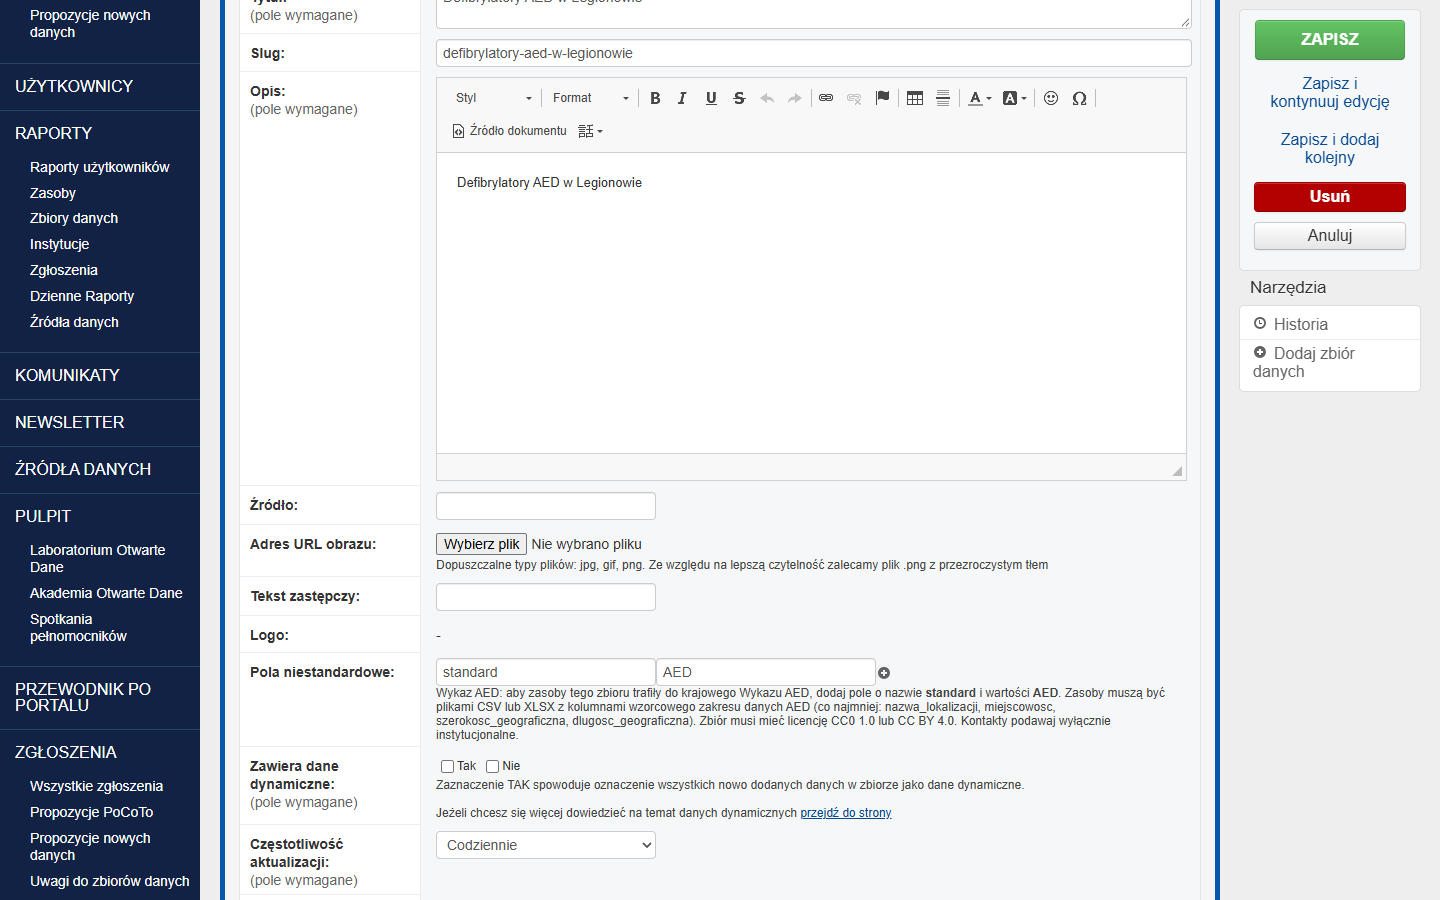 Propozycje nowych
danych
UŻYTKOWNICY
RAPORTY
Raporty użytkowników
Zasoby
Zbiory danych
Instytucje
Zgłoszenia
Dzienne Raporty
Źródła danych
KOMUNIKATY
NEWSLETTER
ŹRÓDŁA DANYCH
PULPIT
Laboratorium Otwarte
Dane
Akademia Otwarte Dane
Spotkania
pełnomocników
PRZEWODNIK PO
PORTALU
ZGŁOSZENIA
Wszystkie zgłoszenia
Propozycje PoCoTo
Propozycje nowych
danych
Uwagi do zbiorów danych
(pole wymagane)
Slug:
defibrylatory-aed-w-legionowie
Opis:
(pole wymagane)
Styl
Format
B I U S
Źródło dokumentu
Defibrylatory AED w Legionowie
Źródło:
Adres URL obrazu:
Wybierz plik Nie wybrano pliku
Dopuszczalne typy plików: jpg, gif, png. Ze względu na lepszą czytelność zalecamy plik .png z przezroczystym tłem
Tekst zastępczy:
Logo:
-
Pola niestandardowe:
standard
AED
Wykaz AED: aby zasoby tego zbioru trafiły do krajowego Wykazu AED, dodaj pole o nazwie standard i wartości AED. Zasoby muszą być
plikami CSV lub XLSX z kolumnami wzorcowego zakresu danych AED (co najmniej: nazwa_lokalizacji, miejscowosc,
szerokosc_geograficzna, dlugosc_geograficzna). Zbiór musi mieć licencję CC0 1.0 lub CC BY 4.0. Kontakty podawaj wyłącznie
instytucjonalne.
Zawiera dane
dynamiczne:
(pole wymagane)
Tak Nie
Zaznaczenie TAK spowoduje oznaczenie wszystkich nowo dodanych danych w zbiorze jako dane dynamiczne.
Jeżeli chcesz się więcej dowiedzieć na temat danych dynamicznych przejdź do strony
Częstotliwość
aktualizacji:
(pole wymagane)
Codziennie
ZAPISZ
Zapisz i
kontynuuj edycję
Zapisz i dodaj
kolejny
Usuń
Anuluj
Narzędzia
Historia
Dodaj zbiór
danych